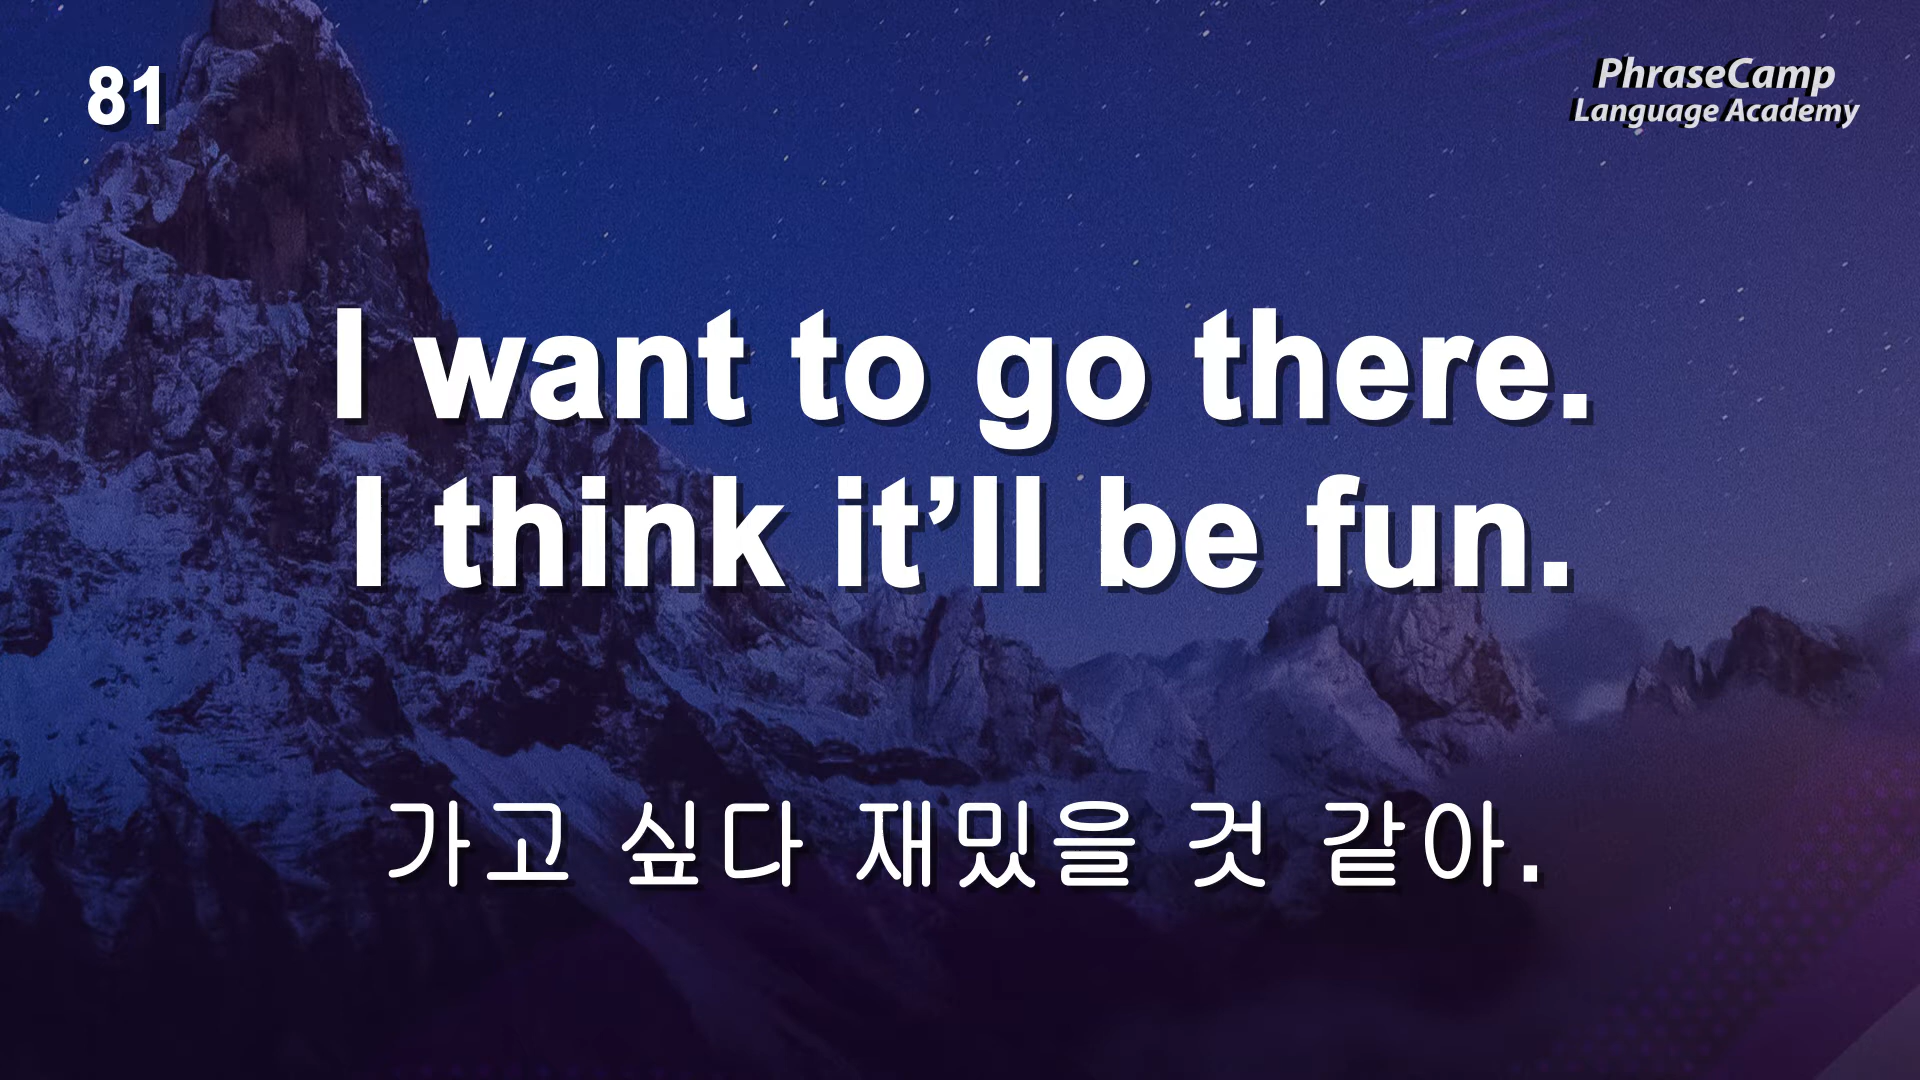 81
PhraseCamp
Language Academy
I want to go there.
I think it’ll be fun.
가고 싶다 재밌을 것 같아.